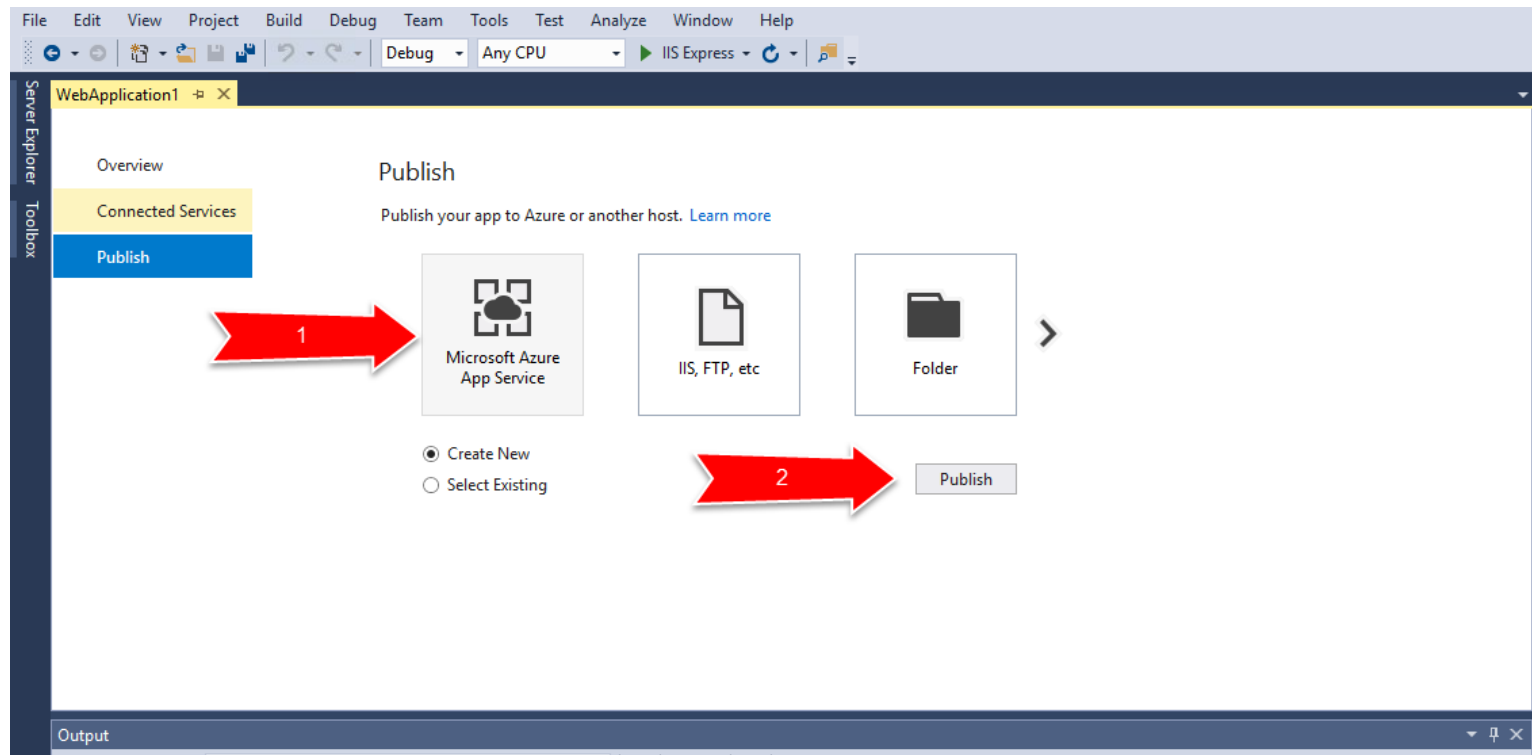 File Edit View Project Build Debug Team Tools Test Analyze Window Help
Debug Any CPU IIS Express
Server Explorer
Toolbox
WebApplication1
Overview
Connected Services
Publish
Publish
Publish your app to Azure or another host. Learn more
1
Microsoft Azure
App Service
IIS, FTP, etc
Folder
Create New
Select Existing
2
Publish
Output